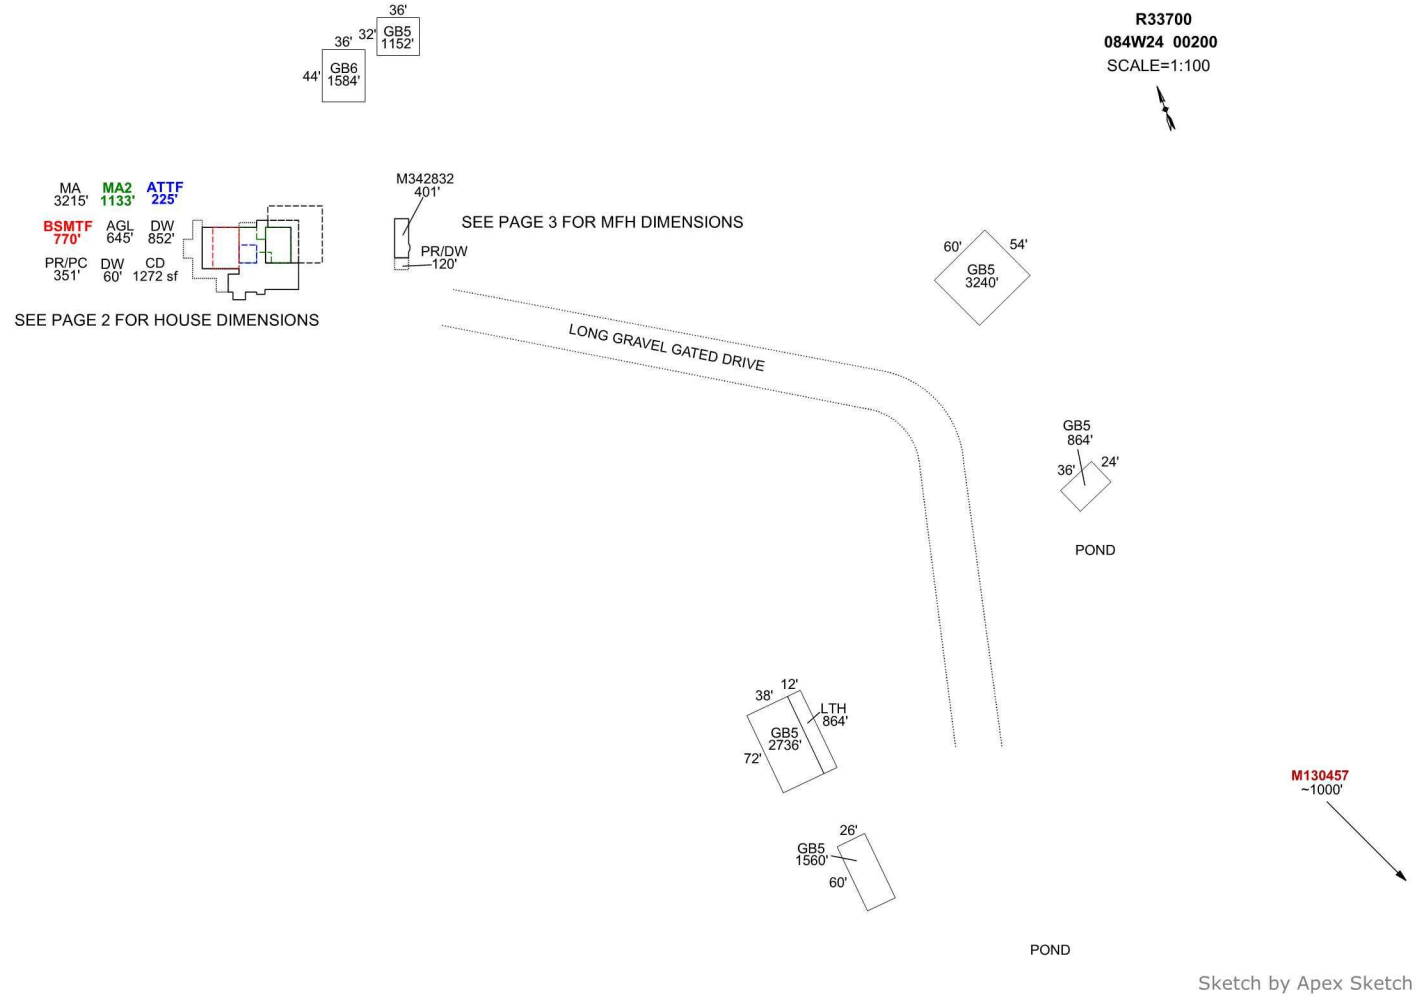 36'
32'
GB5
1152'
36'
44'
GB6
1584'
R33700
084W24 00200
SCALE=1:100
MA
3215'
MA2
1133'
ATTF
225'
BSMTF
770'
AGL
645'
DW
852'
PR/PC
351'
DW
60'
CD
1272 sf
SEE PAGE 2 FOR HOUSE DIMENSIONS
M342832
401'
SEE PAGE 3 FOR MFH DIMENSIONS
PR/DW
120'
60'
54'
GB5
3240'
LONG GRAVEL GATED DRIVE
GB5
864'
36'
24'
POND
12'
38'
LTH
864'
GB5
2736'
72'
M130457
~1000'
26'
GB5
1560'
60'
POND
Sketch by Apex Sketch